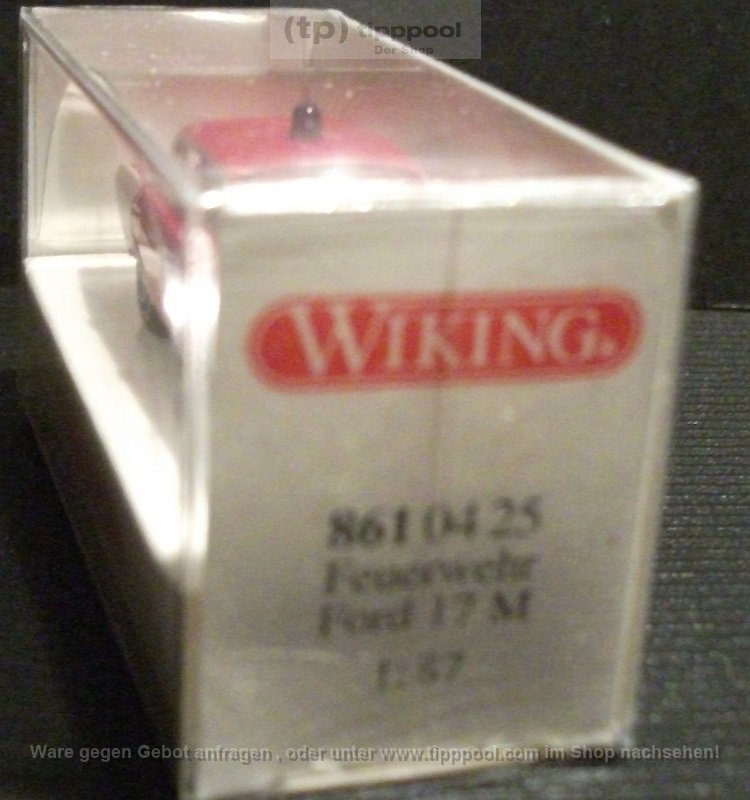 (tp) tipppool
Der Shop
WIKING®
861 04 25
Feuerwehr
Ford 17 M
1:87
Ware gegen Gebot anfragen , oder unter www.tipppool.com im Shop nachsehen!